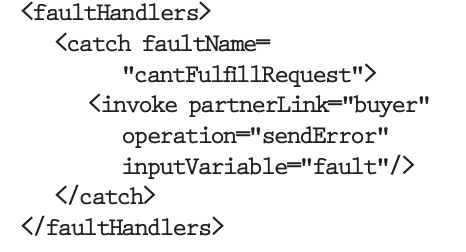 <faultHandlers>
<catch faultName=
"cantFulfillRequest">
<invoke partnerLink="buyer"
operation="sendError"
inputVariable="fault"/>
</catch>
</faultHandlers>